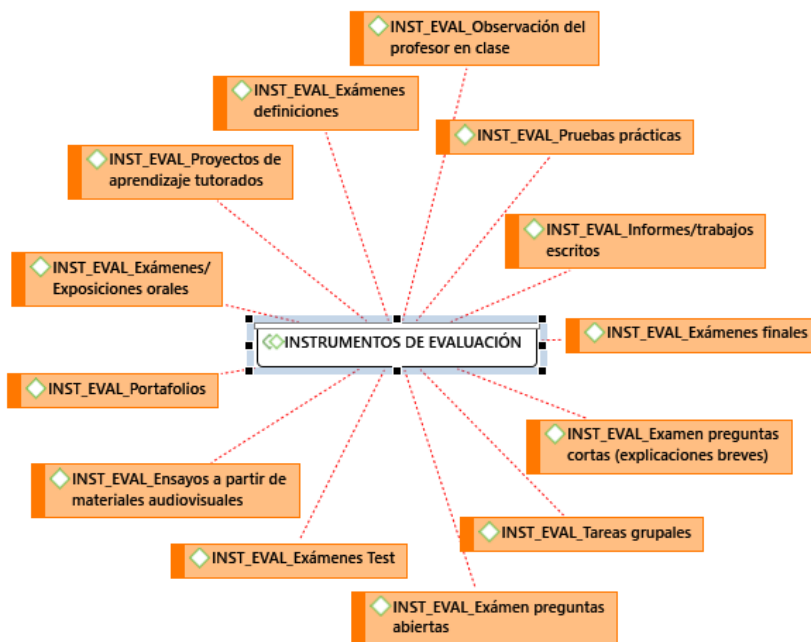 INST_EVAL_Observación del
profesor en clase
INST_EVAL_Exámenes
definiciones
INST_EVAL_Pruebas prácticas
INST_EVAL_Proyectos de
aprendizaje tutorados
INST_EVAL_Informes/trabajos
escritos
INST_EVAL_Exámenes/
Exposiciones orales
INST_EVAL_Exámenes finales
INSTRUMENTOS DE EVALUACIÓN
INST_EVAL_Portafolios
INST_EVAL_Examen preguntas
cortas (explicaciones breves)
INST_EVAL_Ensayos a partir de
materiales audiovisuales
INST_EVAL_Tareas grupales
INST_EVAL_Exámenes Test
INST_EVAL_Exámen preguntas
abiertas